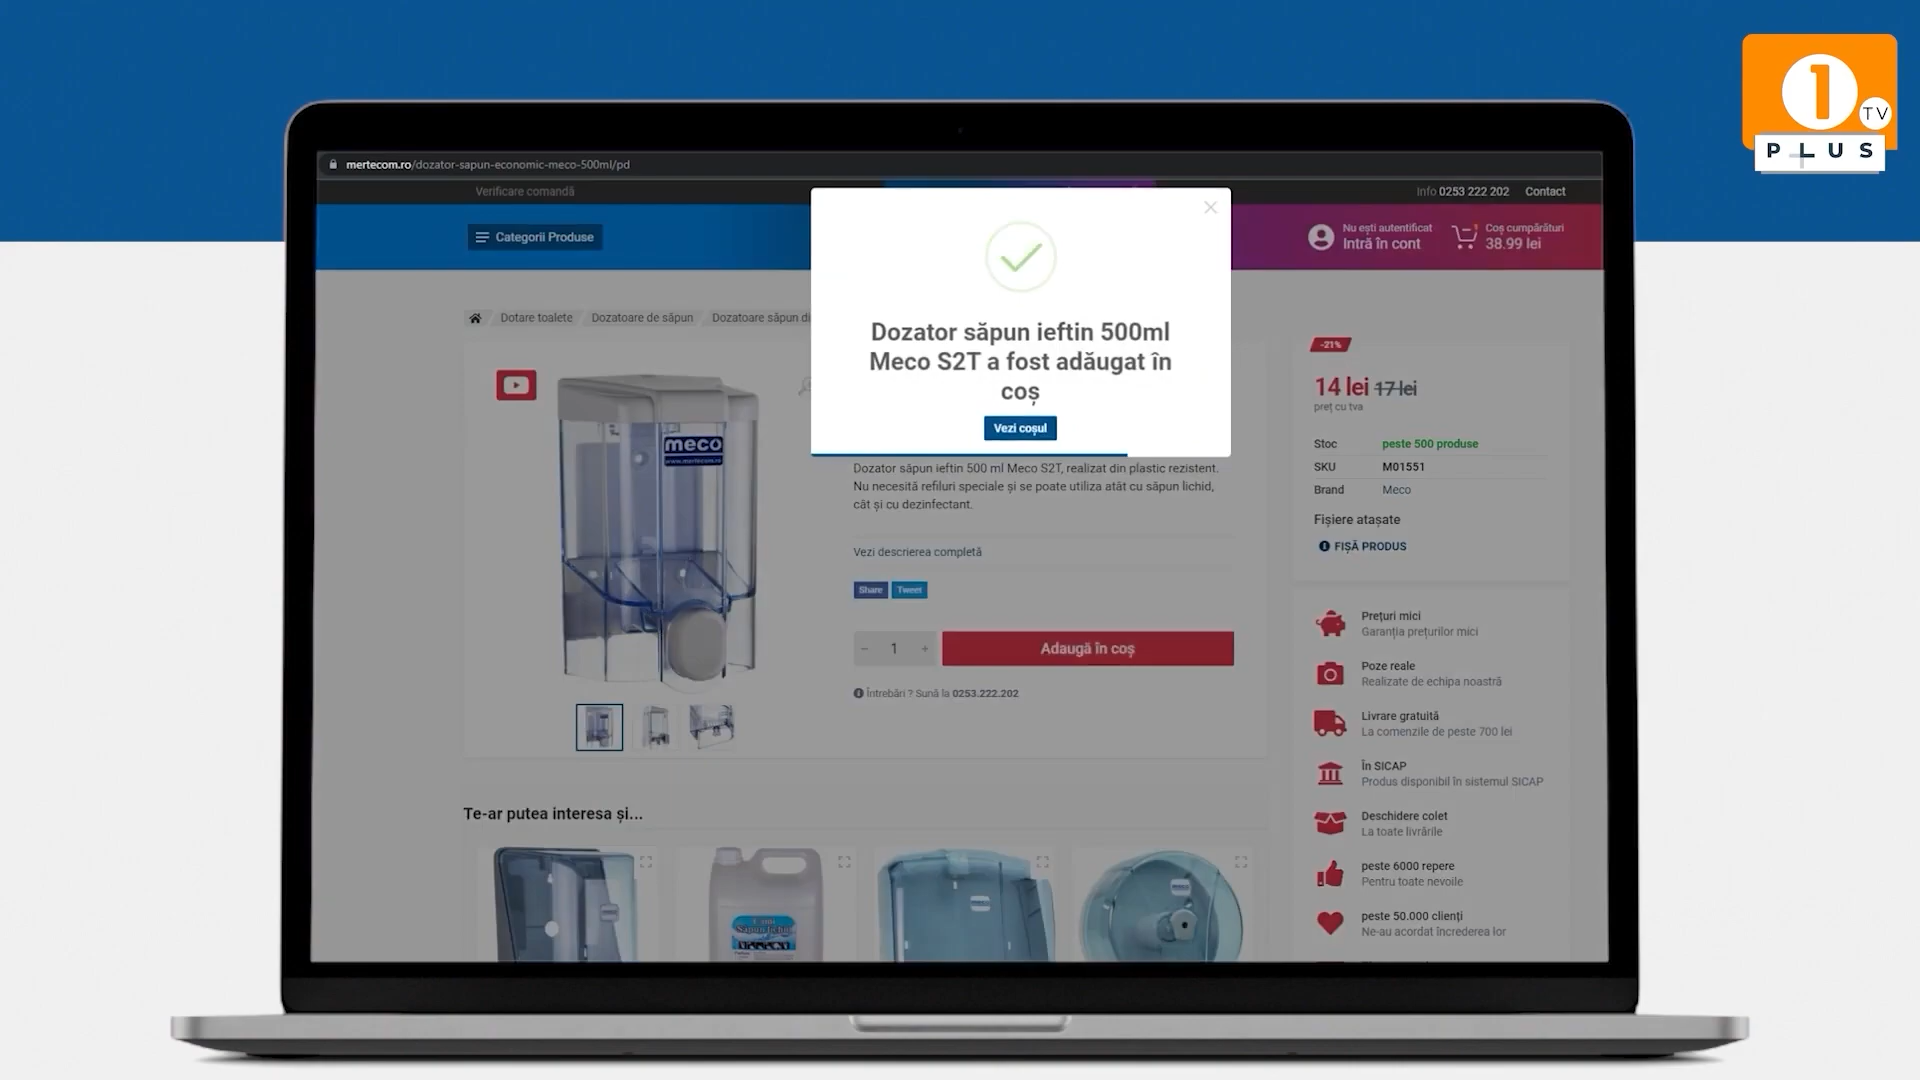 1
TV
PLUS
mertecom.ro/dozator-sapun-economic-meco-500ml/pd
Verificare comandă
Info 0253 222 202 Contact
Categorii Produse
Nu ești autentificat
Intră în cont
Coș cumpărături
38.99 lei
Dotare toalete
Dozatoare de săpun
Dozatoare săpun di
Dozator săpun ieftin 500ml
Meco S2T a fost adăugat în
coș
Vezi coșul
meco
www.mertecom.ro
Dozator săpun ieftin 500 ml Meco S2T, realizat din plastic rezistent.
Nu necesită refiluri speciale și se poate utiliza atât cu săpun lichid,
cât și cu dezinfectant.
Vezi descrierea completă
Share Tweet
1
Adaugă în coș
Întrebări ? Sună la 0253.222.202
-21%
14 lei 17 lei
preț cu tva
Stoc peste 500 produse
SKU M01551
Brand Meco
Fișiere atașate
FIȘĂ PRODUS
Prețuri mici
Garanția prețurilor mici
Poze reale
Realizate de echipa noastră
Livrare gratuită
La comenzile de peste 700 lei
În SICAP
Produs disponibil în sistemul SICAP
Deschidere colet
La toate livrările
peste 6000 repere
Pentru toate nevoile
peste 50.000 clienți
Ne-au acordat încrederea lor
Te-ar putea interesa și...